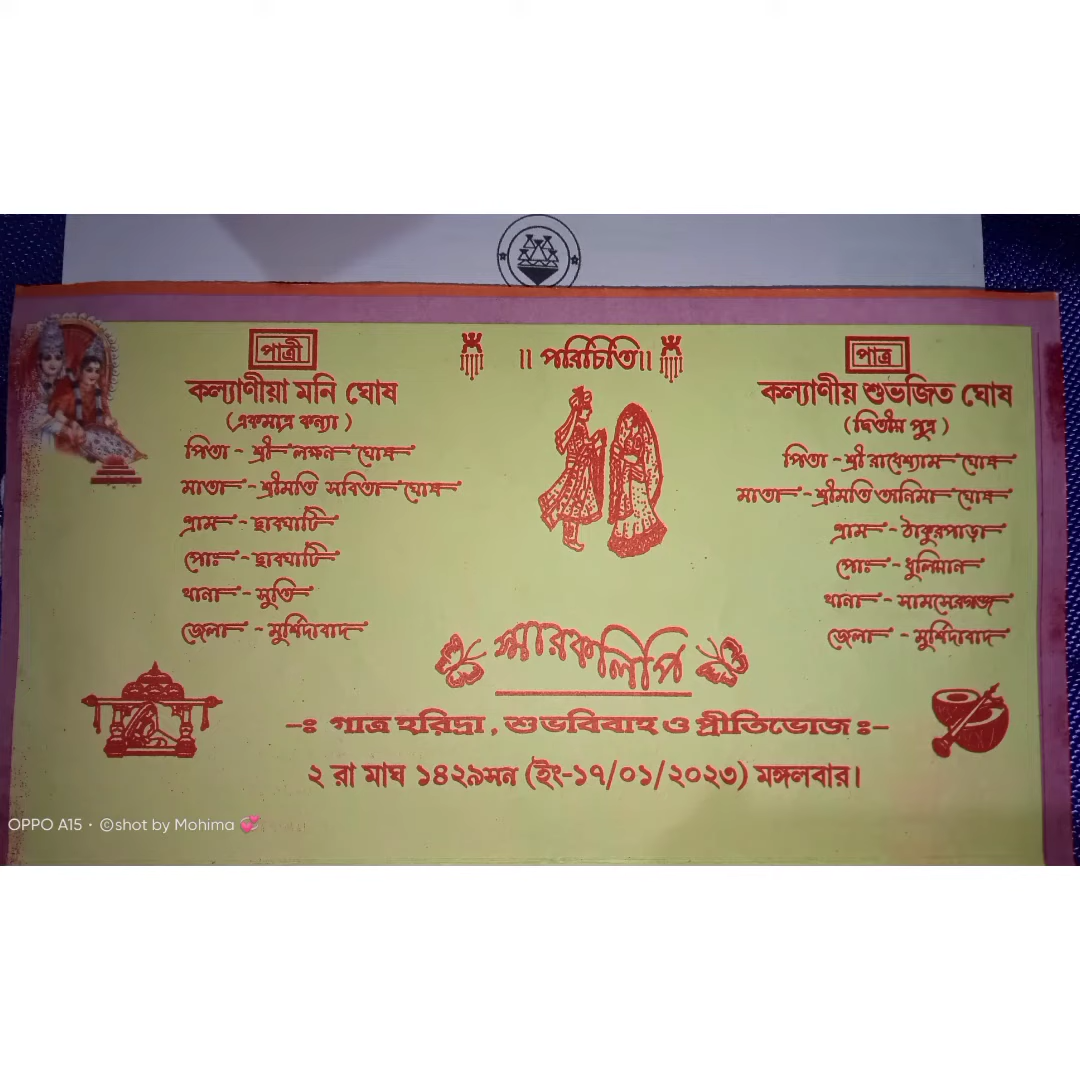 ।। পরিচিতি।।
পাত্রী
কল্যাণীয়া মনি ঘোষ
(একমাত্র কন্যা)
পিতা - শ্রী লক্ষন ঘোষ
মাতা - শ্রীমতি সবিতা ঘোষ
গ্রাম - ছাবঘাটি
পোঃ - ছাবঘাটি
থানা - সুতি
জেলা - মুর্শিদাবাদ
পাত্র
কল্যাণীয় শুভজিত ঘোষ
(দ্বিতীয় পুত্র)
পিতা - শ্রী রাধেশ্যাম ঘোষ
মাতা - শ্রীমতি অনিমা ঘোষ
গ্রাম - ঠাকুরপাড়া
পোঃ - ধুলিয়ান
থানা - সামসেরগঞ্জ
জেলা - মুর্শিদাবাদ
স্মারকলিপি
-ঃ গাত্র হরিদ্রা, শুভবিবাহ ও প্রীতিভোজ ঃ-
২ রা মাঘ ১৪২৯সন (ইং-১৭/০১/২০২৩) মঙ্গলবার।
OPPO A15 · ©shot by Mohima 💞